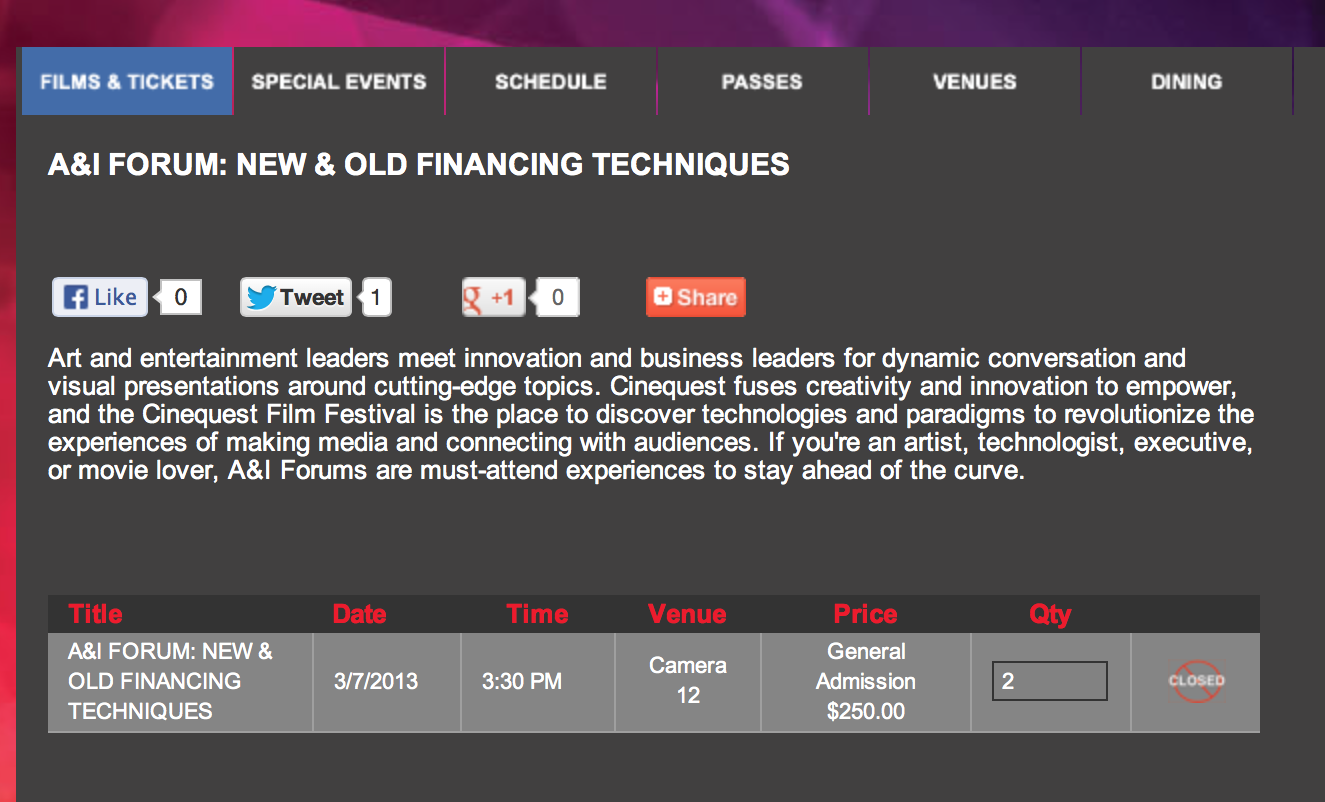 FILMS & TICKETS SPECIAL EVENTS SCHEDULE PASSES VENUES DINING
A&I FORUM: NEW & OLD FINANCING TECHNIQUES
Like 0 Tweet 1 +1 0 Share
Art and entertainment leaders meet innovation and business leaders for dynamic conversation and
visual presentations around cutting-edge topics. Cinequest fuses creativity and innovation to empower,
and the Cinequest Film Festival is the place to discover technologies and paradigms to revolutionize the
experiences of making media and connecting with audiences. If you're an artist, technologist, executive,
or movie lover, A&I Forums are must-attend experiences to stay ahead of the curve.
Title Date Time Venue Price Qty
A&I FORUM: NEW &
OLD FINANCING
TECHNIQUES
3/7/2013
3:30 PM
Camera
12
General
Admission
$250.00
2
CLOSED